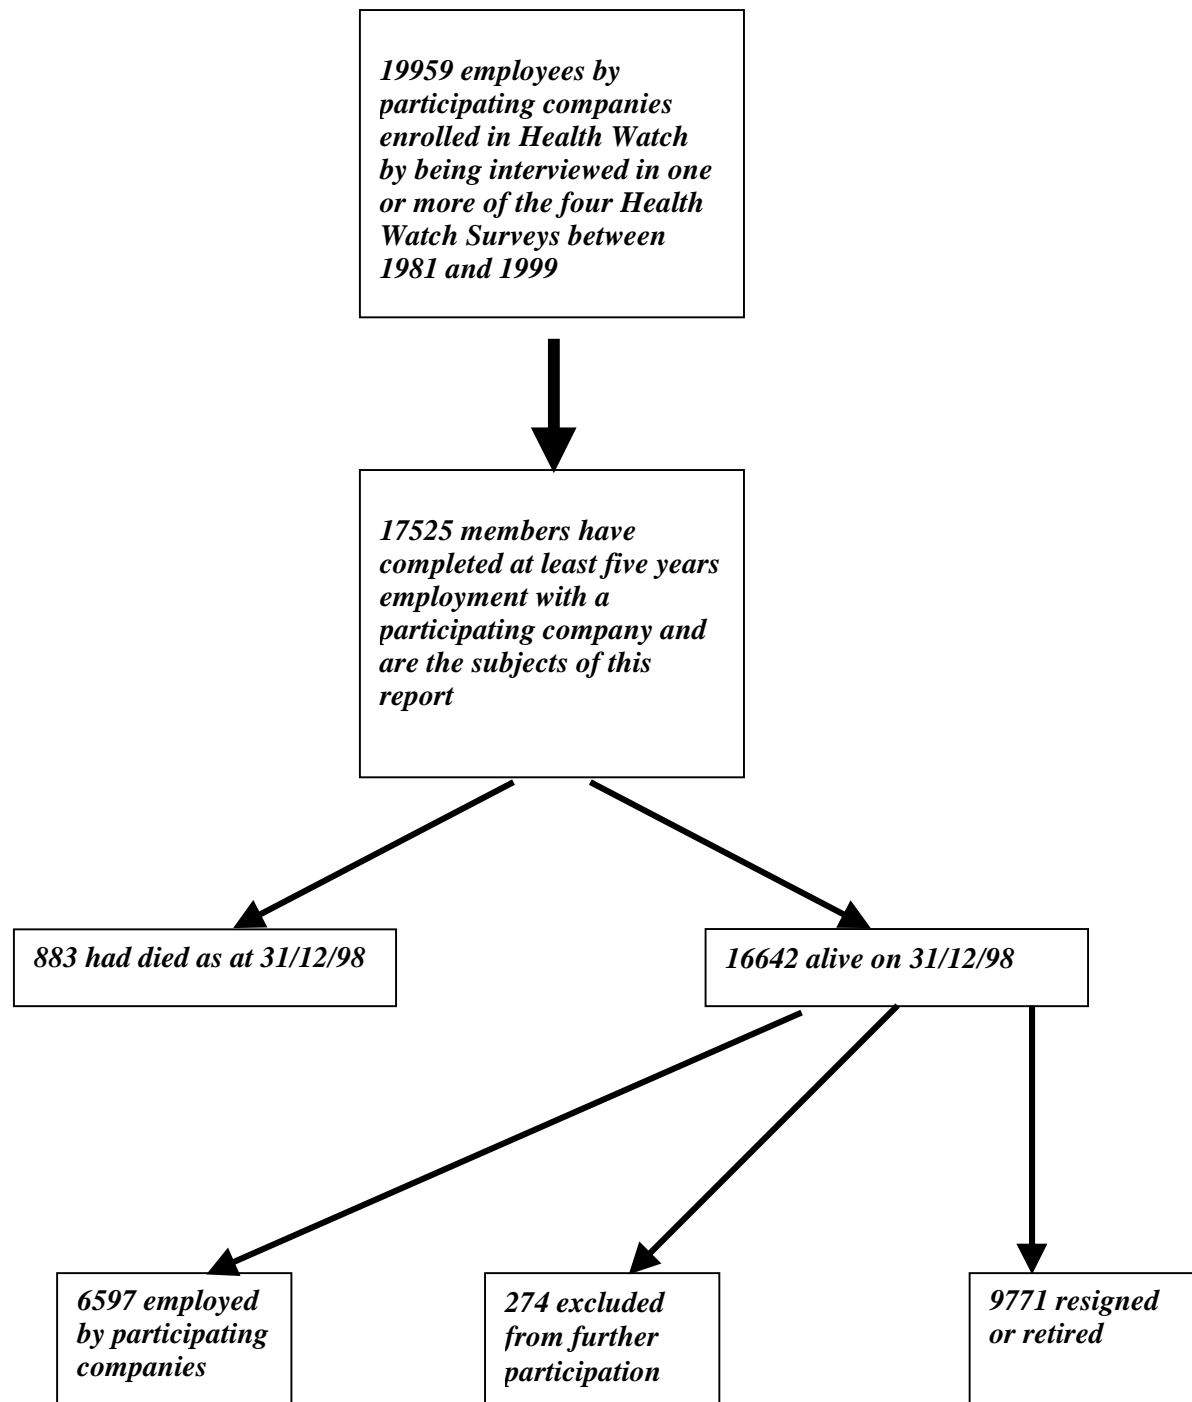 19959 employees by
participating companies
enrolled in Health Watch
by being interviewed in one
or more of the four Health
Watch Surveys between
1981 and 1999
17525 members have
completed at least five years
employment with a
participating company and
are the subjects of this
report
883 had died as at 31/12/98
16642 alive on 31/12/98
6597 employed
by participating
companies
274 excluded
from further
participation
9771 resigned
or retired